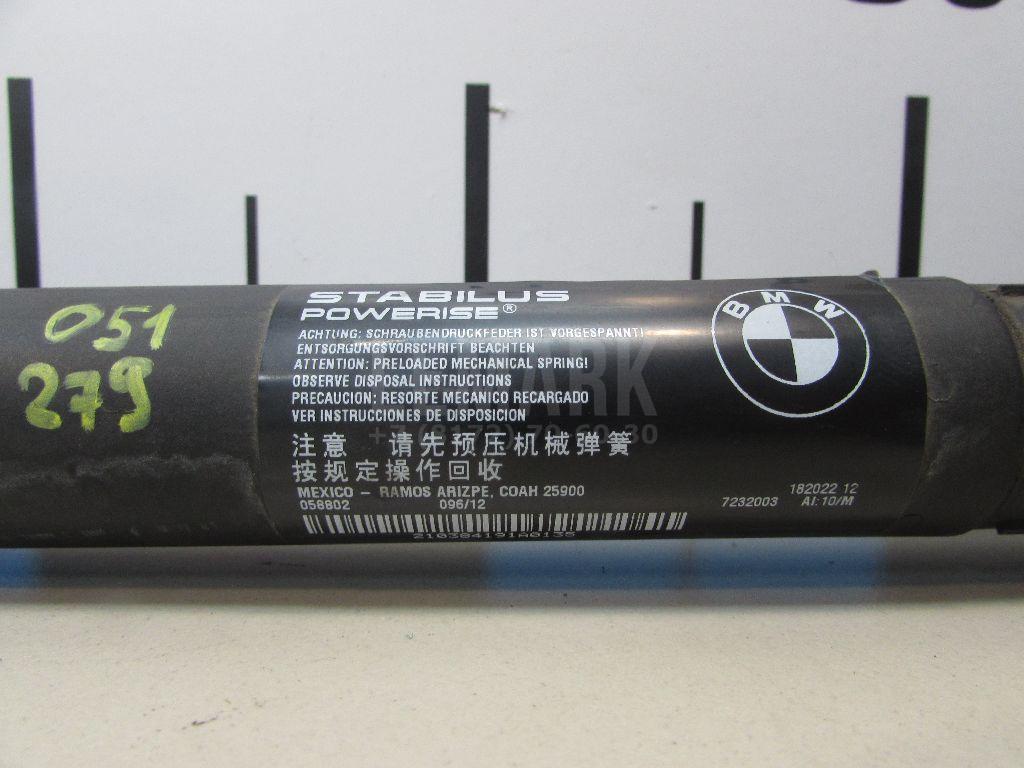 051
279
STABILUS
POWERISE®
ACHTUNG: SCHRAUBENDRUCKFEDER IST VORGESPANNT!
ENTSORGUNGSVORSCHRIFT BEACHTEN
ATTENTION: PRELOADED MECHANICAL SPRING!
OBSERVE DISPOSAL INSTRUCTIONS
PRECAUCION: RESORTE MECANICO RECARGADO
VER INSTRUCCIONES DE DISPOSICION
注意 请先预压机械弹簧
按规定操作回收
MEXICO - RAMOS ARIZPE, COAH 25900
058802 096/12
210384191A0135
BMW
182022 12
7232003 AI:10/M